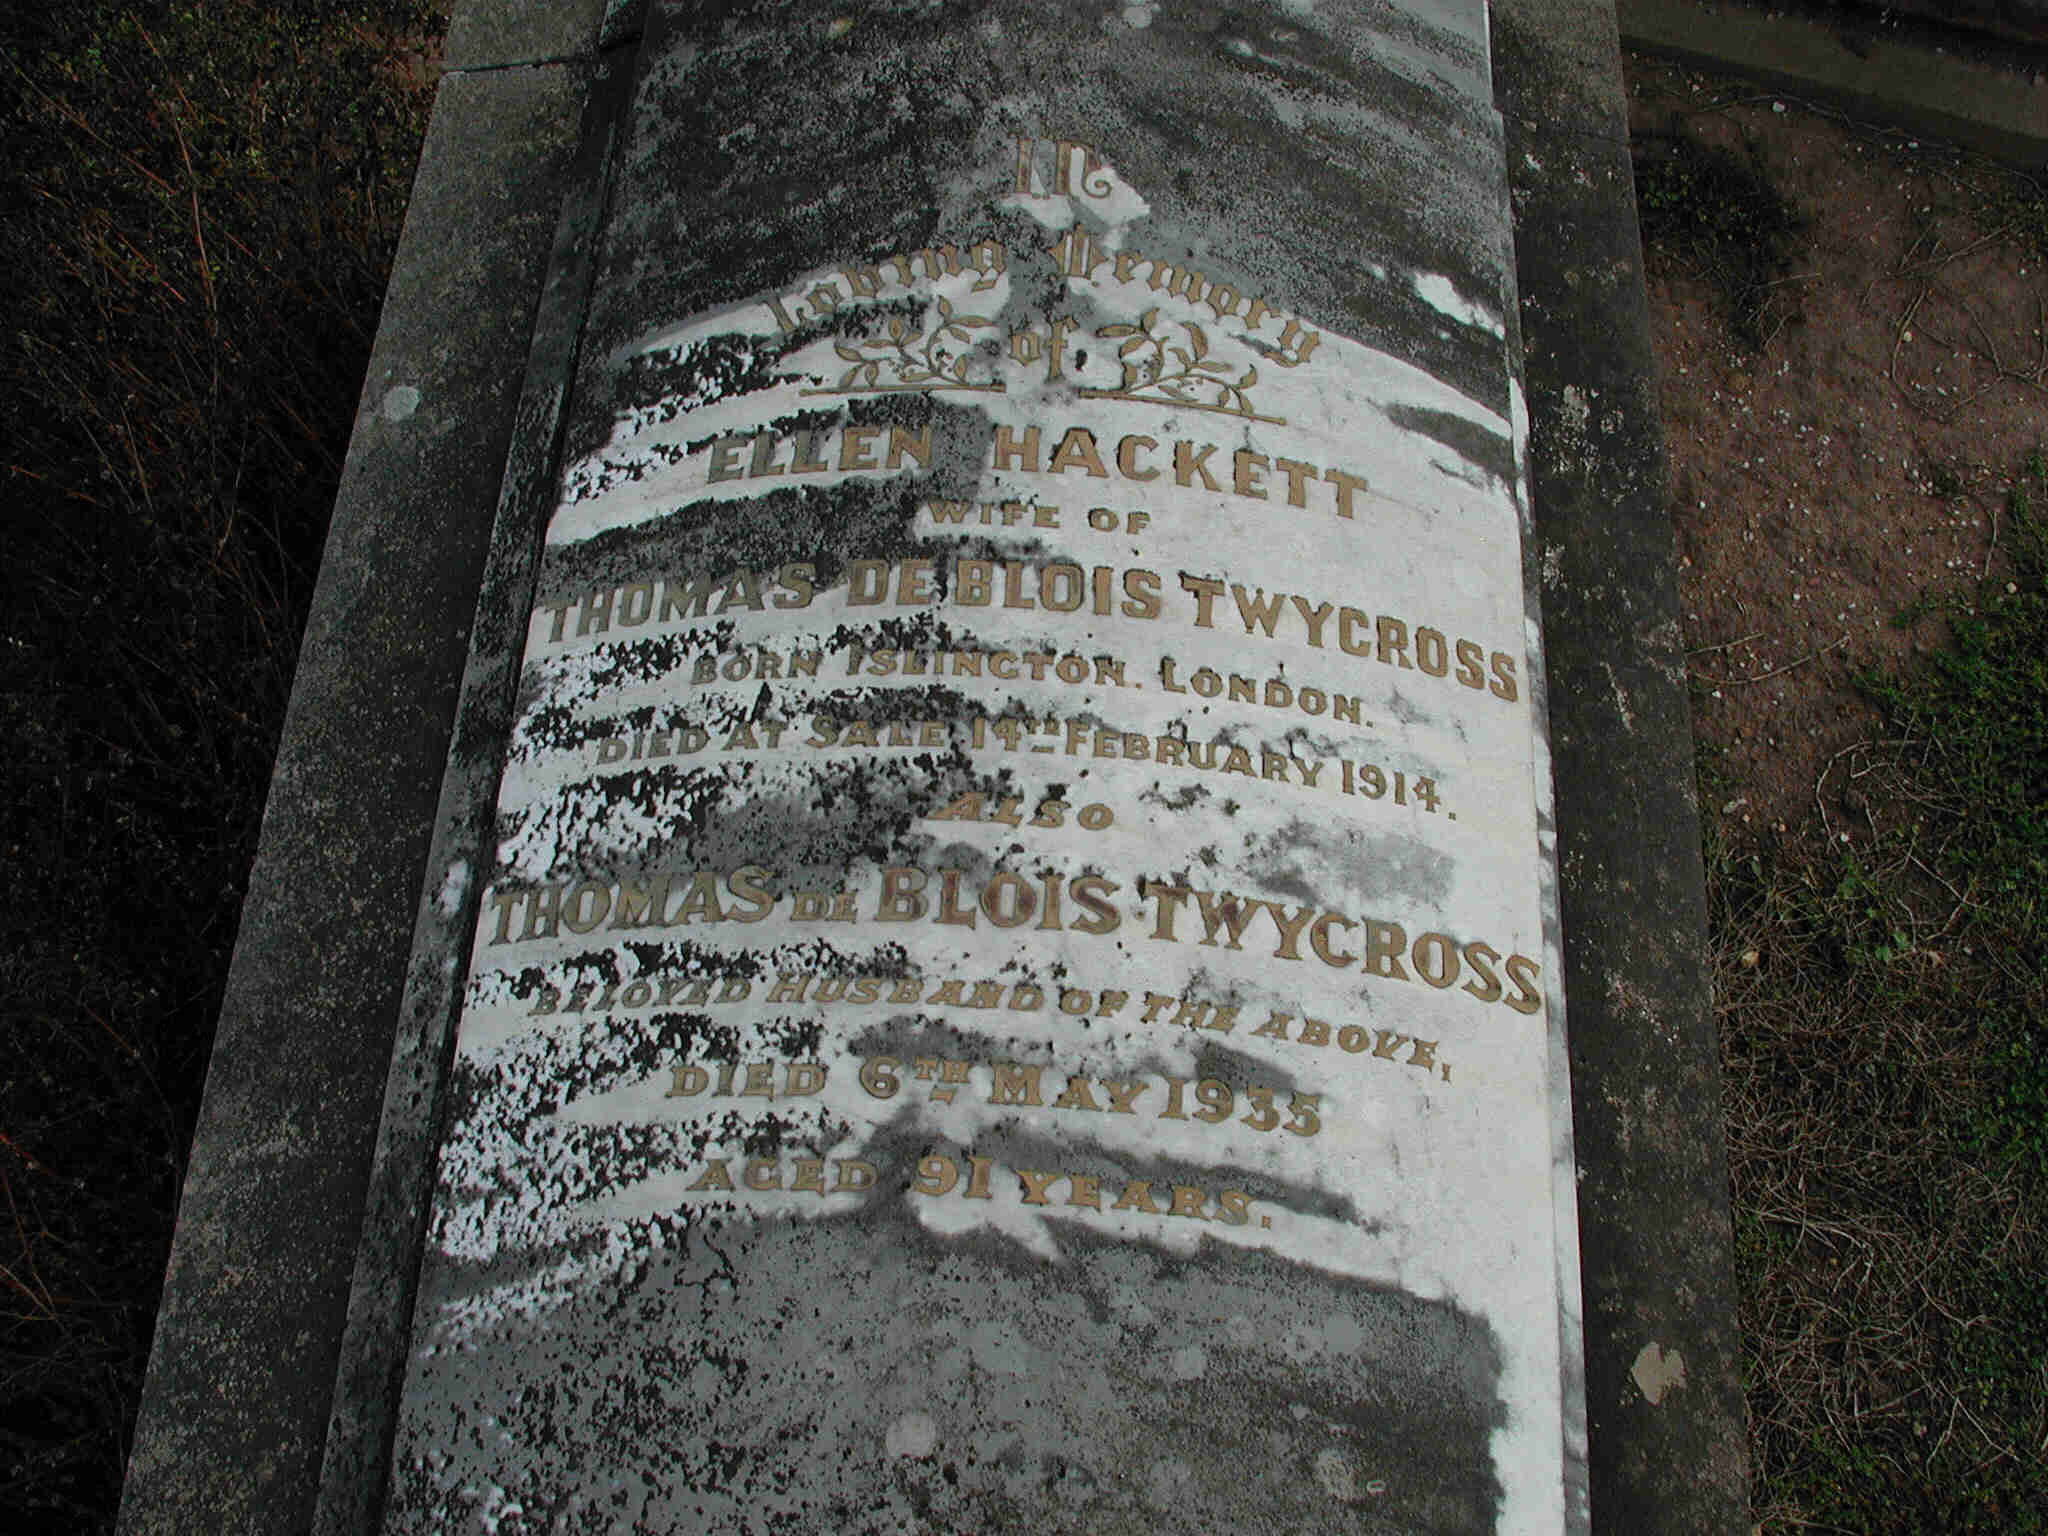 In
Loving Memory
of
ELLEN HACKETT
WIFE OF
THOMAS DE BLOIS TWYCROSS
BORN ISLINGTON. LONDON.
DIED AT SALE 14TH FEBRUARY 1914.
ALSO
THOMAS DE BLOIS TWYCROSS
BELOVED HUSBAND OF THE ABOVE,
DIED 6TH MAY 1935
AGED 91 YEARS.